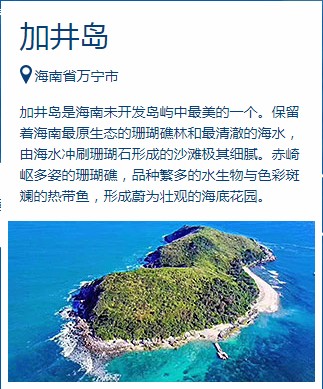 加井岛
海南省万宁市
加井岛是海南未开发岛屿中最美的一个。保留
着海南最原生态的珊瑚礁林和最清澈的海水，
由海水冲刷珊瑚石形成的沙滩极其细腻。赤崎
岖多姿的珊瑚礁，品种繁多的水生物与色彩斑
斓的热带鱼，形成蔚为壮观的海底花园。